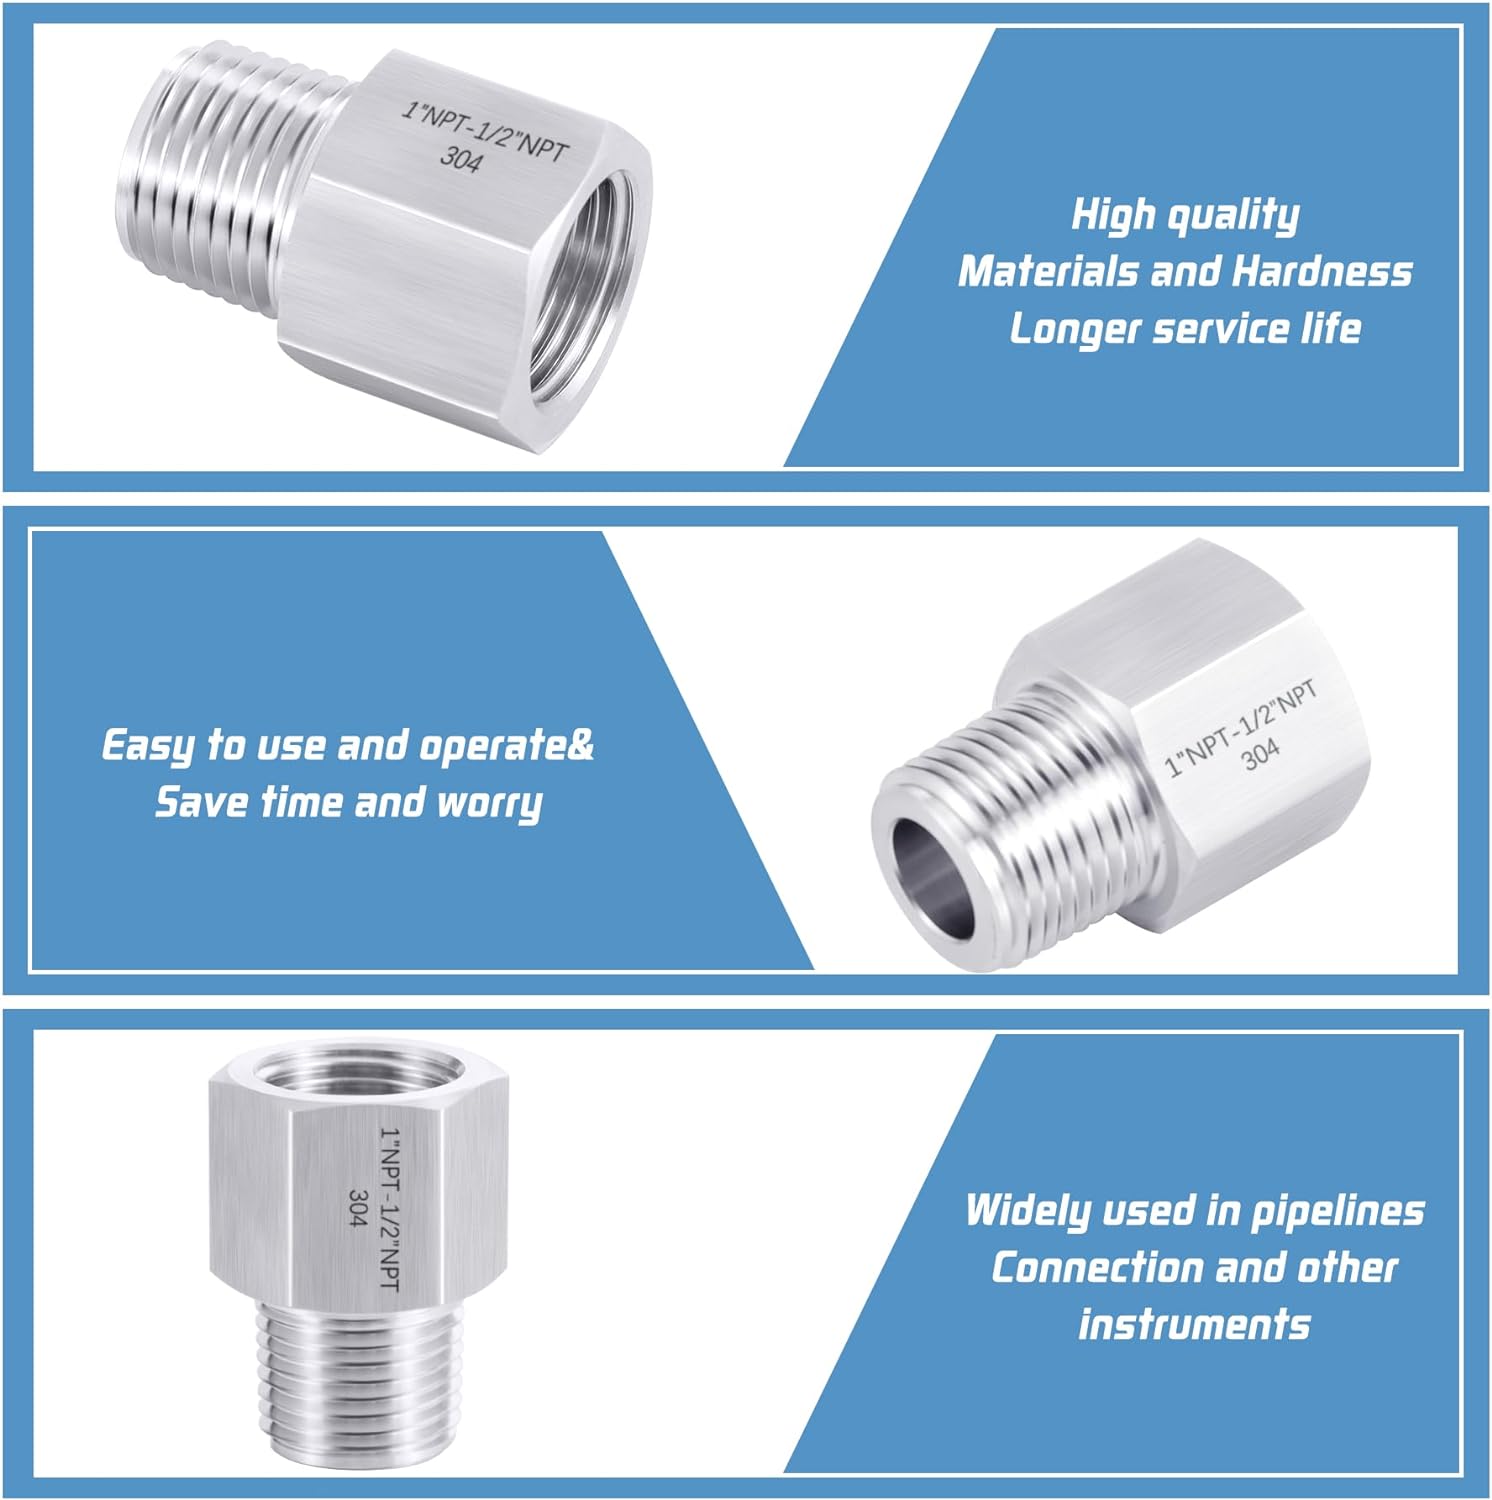 1"NPT-1/2"NPT
304
High quality
Materials and Hardness
Longer service life
Easy to use and operate&
Save time and worry
1"NPT-1/2"NPT
304
1"NPT-1/2"NPT
304
Widely used in pipelines
Connection and other
instruments